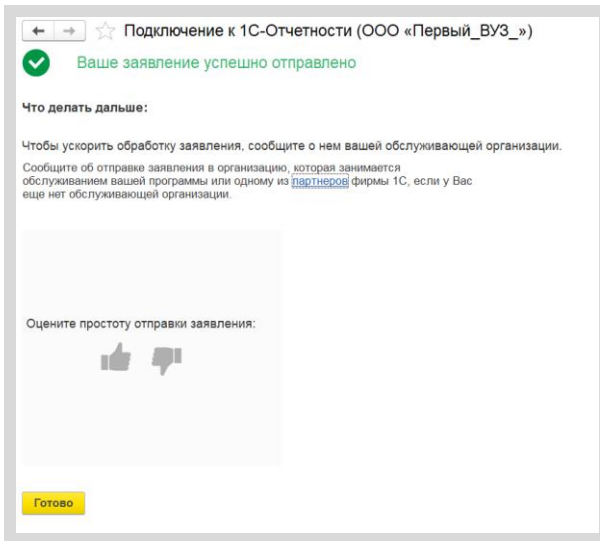 Подключение к 1С-Отчетности (ООО «Первый_ВУЗ_»)
Ваше заявление успешно отправлено
Что делать дальше:
Чтобы ускорить обработку заявления, сообщите о нем вашей обслуживающей организации.
Сообщите об отправке заявления в организацию, которая занимается
обслуживанием вашей программы или одному из партнеров фирмы 1С, если у Вас
еще нет обслуживающей организации.
Оцените простоту отправки заявления:
Готово